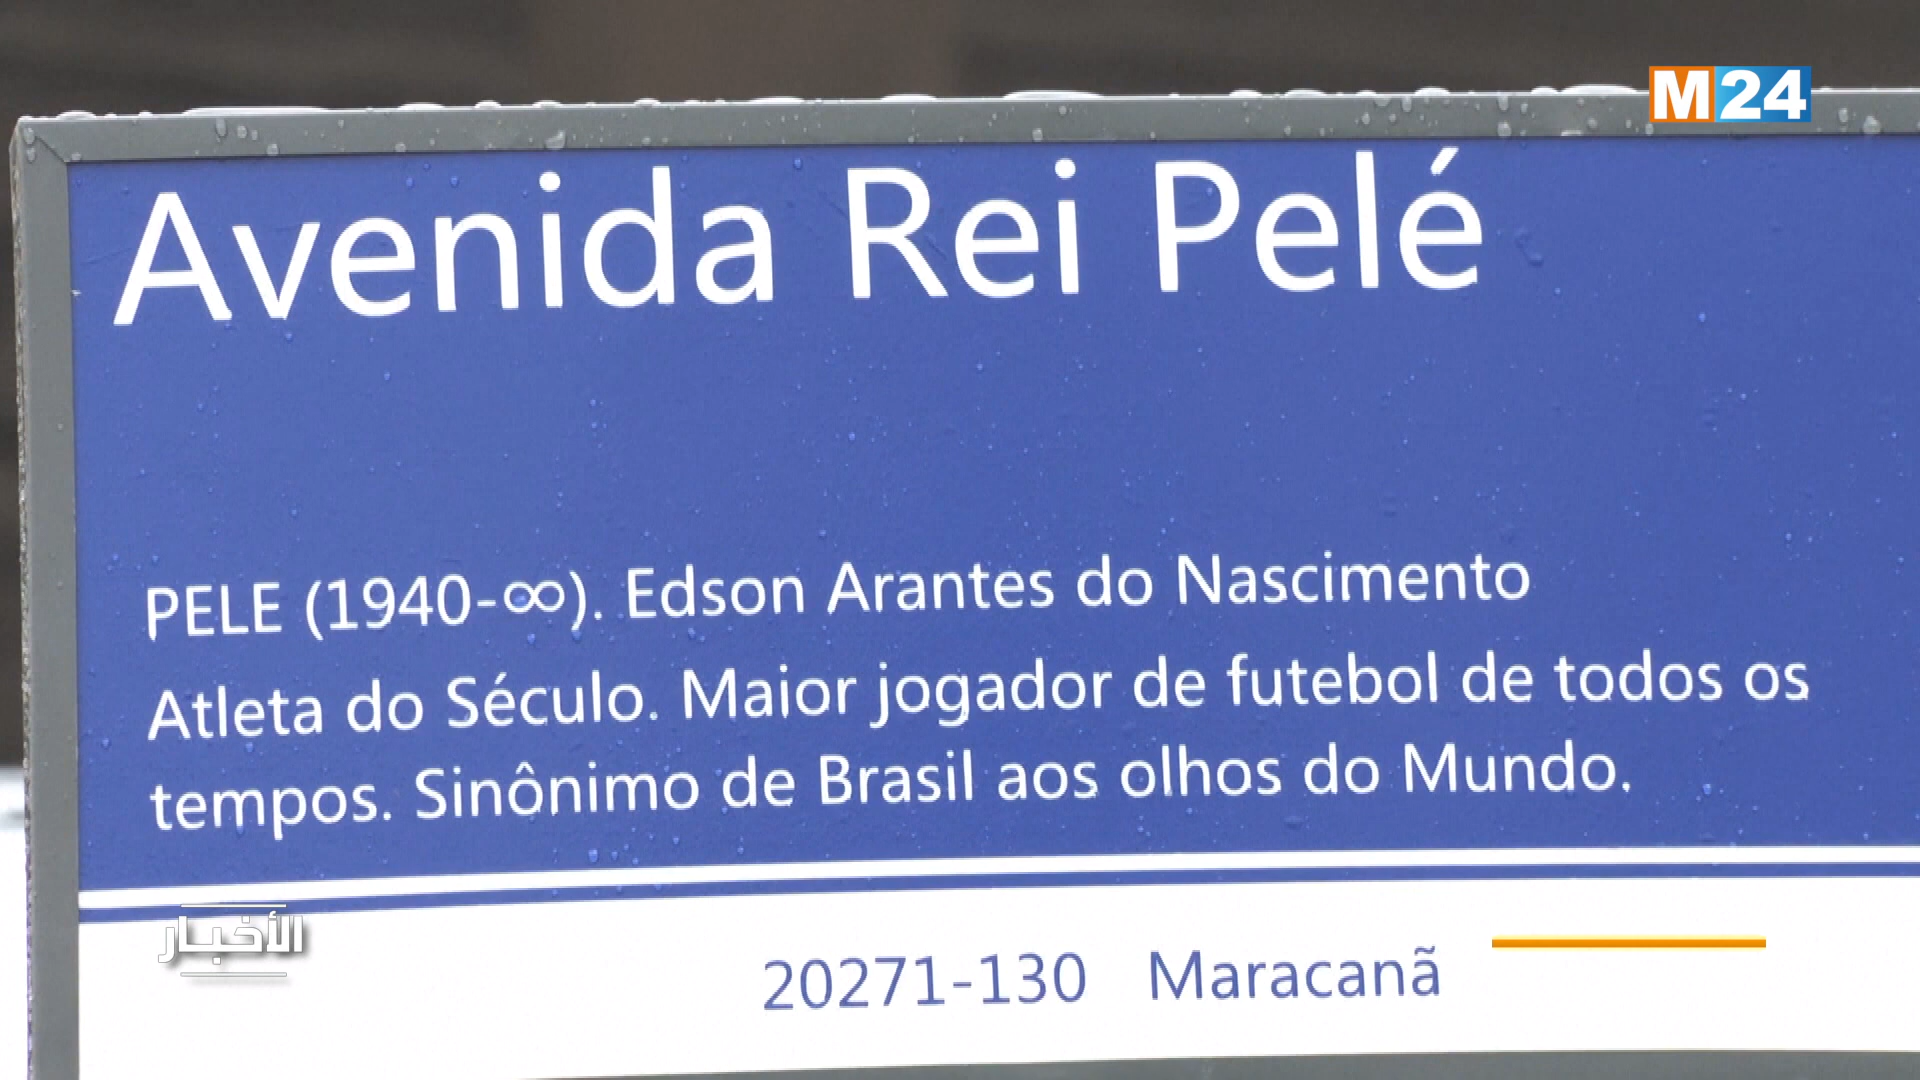 M24
Avenida Rei Pelé
PELE (1940-∞). Edson Arantes do Nascimento
Atleta do Século. Maior jogador de futebol de todos os
tempos. Sinônimo de Brasil aos olhos do Mundo.
الأخبار
20271-130 Maracanã